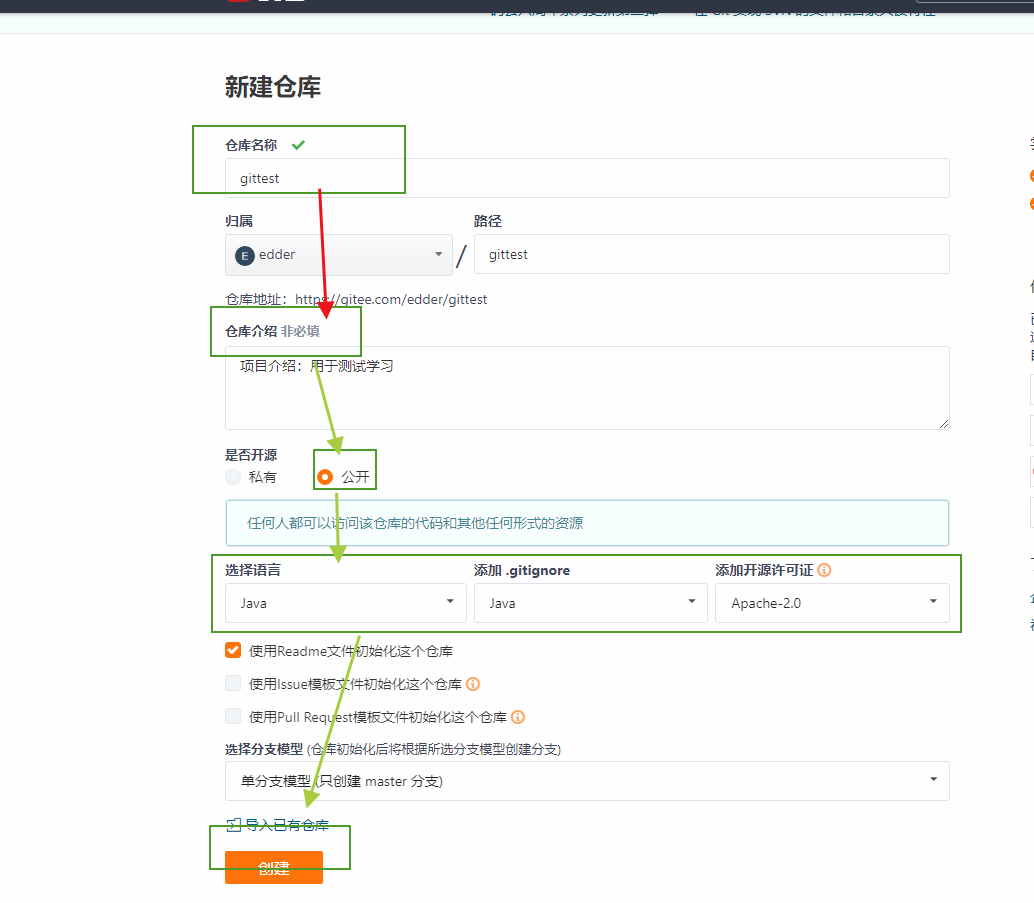 新建仓库
仓库名称
gittest
归属
路径
E edder
/
gittest
仓库地址：https://gitee.com/edder/gittest
仓库介绍 非必填
项目介绍：用于测试学习
是否开源
私有
公开
任何人都可以访问该仓库的代码和其他任何形式的资源
选择语言
添加 .gitignore
添加开源许可证
Java
Java
Apache-2.0
使用Readme文件初始化这个仓库
使用Issue模板文件初始化这个仓库
使用Pull Request模板文件初始化这个仓库
选择分支模型 (仓库初始化后将根据所选分支模型创建分支)
单分支模型 (只创建 master 分支)
导入已有仓库
创建